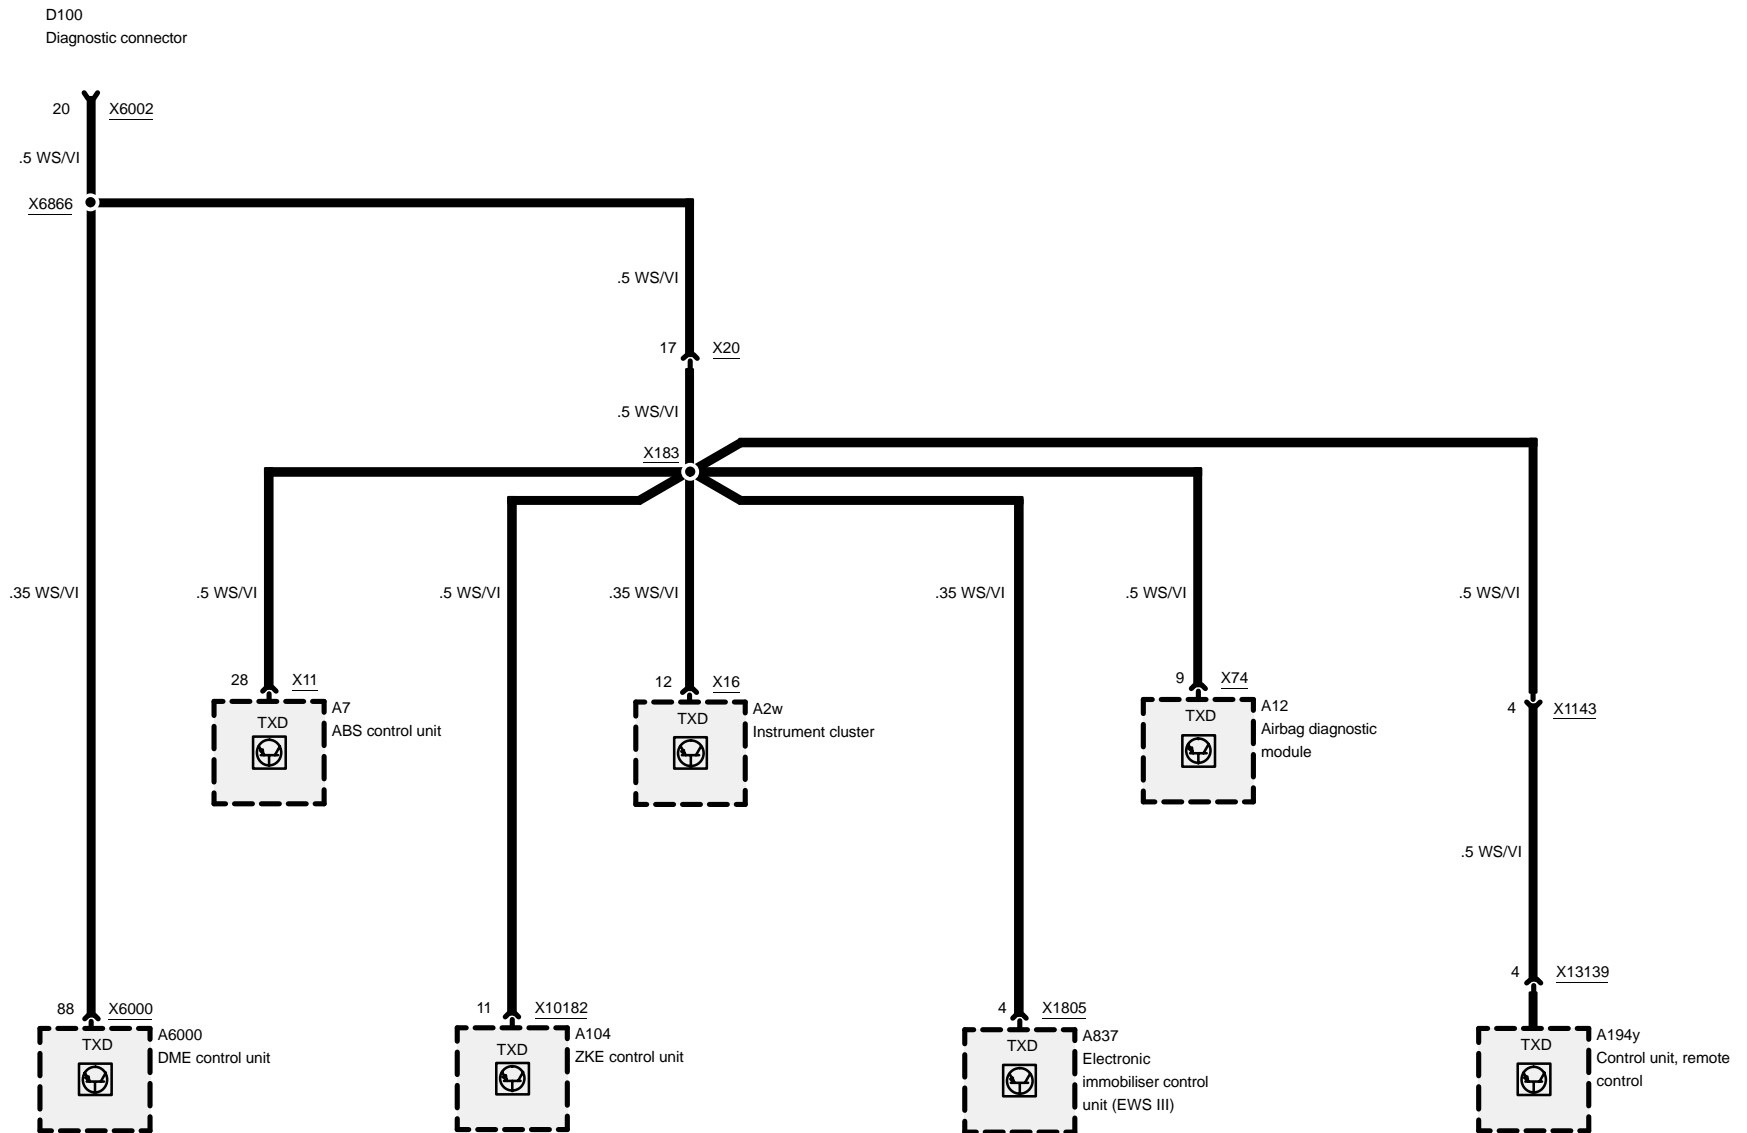 D100
Diagnostic connector
20 X6002
.5 WS/VI
X6866
.5 WS/VI
17 X20
.5 WS/VI
X183
.35 WS/VI .5 WS/VI .5 WS/VI .35 WS/VI .35 WS/VI .5 WS/VI .5 WS/VI
28 X11
A7
TXD
ABS control unit
12 X16
A2w
TXD
Instrument cluster
9 X74
A12
TXD
Airbag diagnostic
module
4 X1143
.5 WS/VI
4 X13139
88 X6000
A6000
TXD
DME control unit
11 X10182
A104
TXD
ZKE control unit
4 X1805
A837
TXD
Electronic
immobiliser control
unit (EWS III)
A194y
TXD
Control unit, remote
control